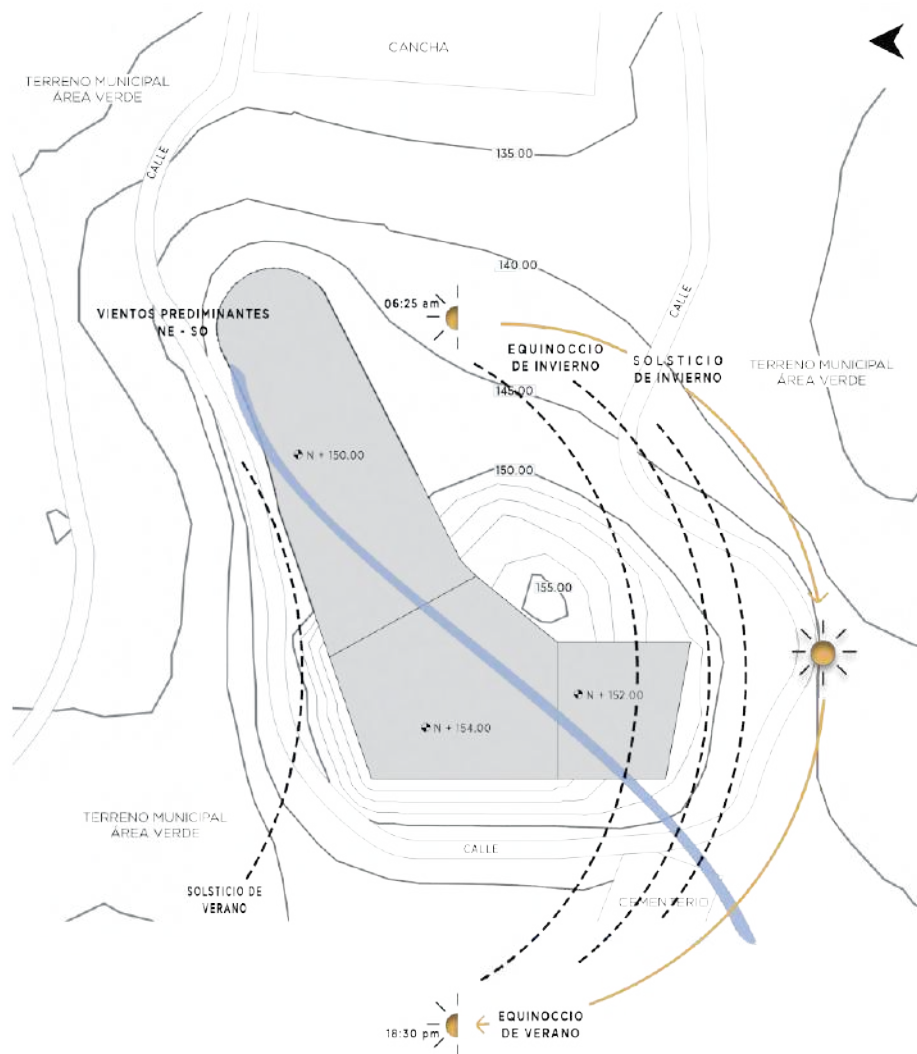 CANCHA
TERRENO MUNICIPAL
ÁREA VERDE
CALLE
135.00
140.00
06:25 am
CALLE
VIENTOS PREDIMINANTES
NE - SO
EQUINOCCIO
DE INVIERNO
SOLSTICIO
DE INVIERNO
TERRENO MUNICIPAL
ÁREA VERDE
145.00
N + 150.00
150.00
155.00
N + 152.00
N + 154.00
TERRENO MUNICIPAL
ÁREA VERDE
CALLE
SOLSTICIO DE
VERANO
CEMENTERIO
18:30 pm
EQUINOCCIO
DE VERANO